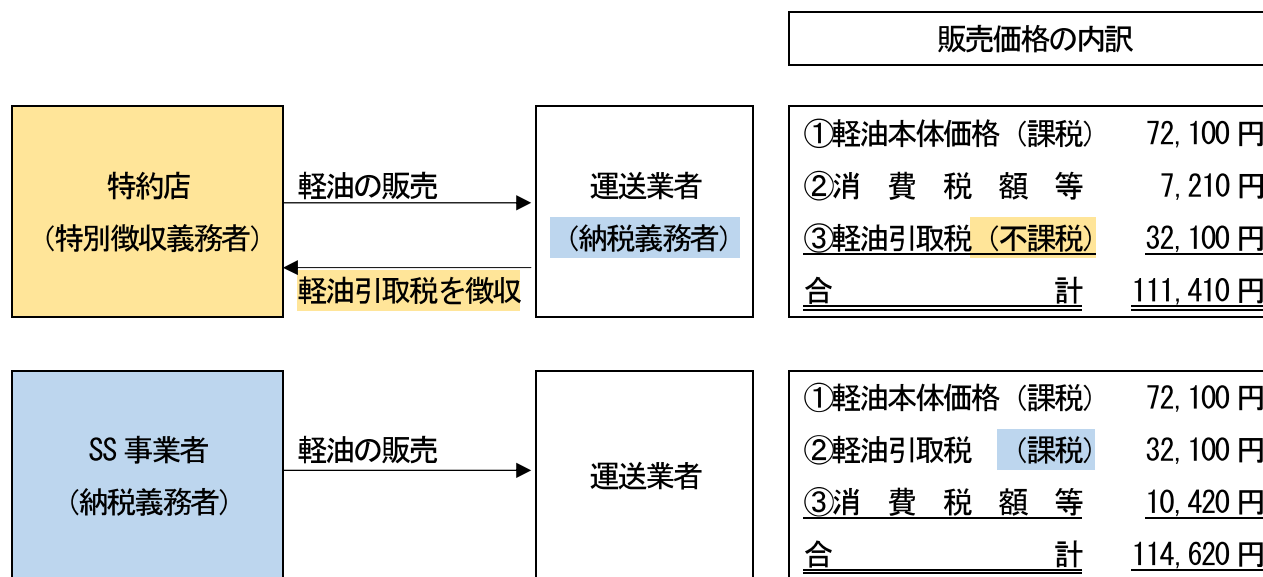 販売価格の内訳
特約店
（特別徴収義務者）
軽油の販売
軽油引取税を徴収
運送業者
（納税義務者）
①軽油本体価格（課税） 72,100円
②消費税額等 7,210円
③軽油引取税（不課税） 32,100円
合計 111,410円
SS事業者
（納税義務者）
軽油の販売
運送業者
①軽油本体価格（課税） 72,100円
②軽油引取税 （課税） 32,100円
③消費税額等 10,420円
合計 114,620円